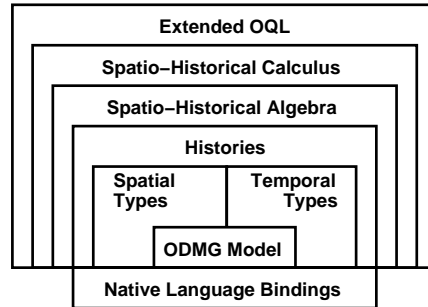 Extended OQL
Spatio−Historical Calculus
Spatio−Historical Algebra
Histories
Spatial
Types
Temporal
Types
ODMG Model
Native Language Bindings